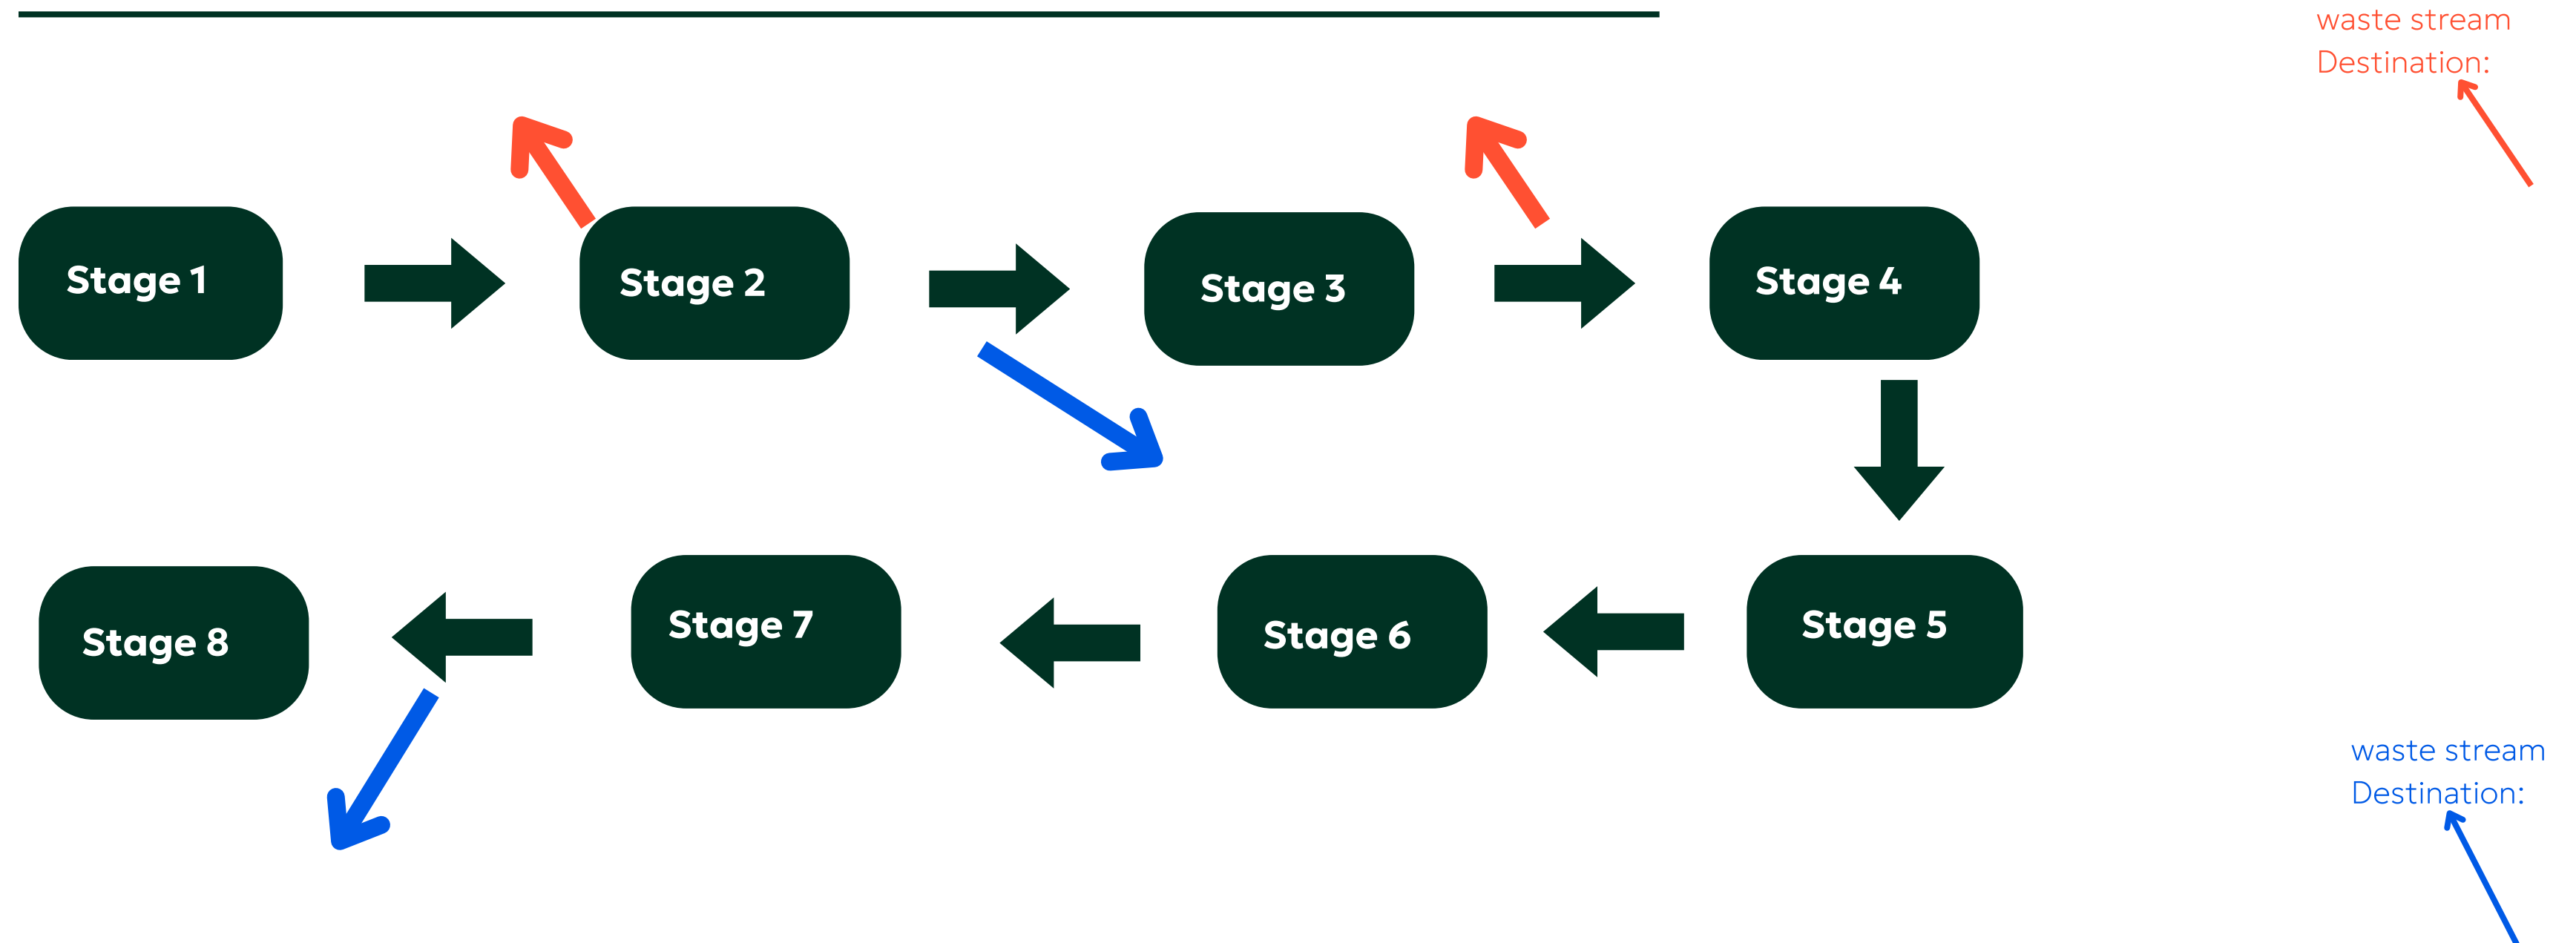 waste stream
Destination:
Stage 1
Stage 2
Stage 3
Stage 4
Stage 8
Stage 7
Stage 6
Stage 5
waste stream
Destination: